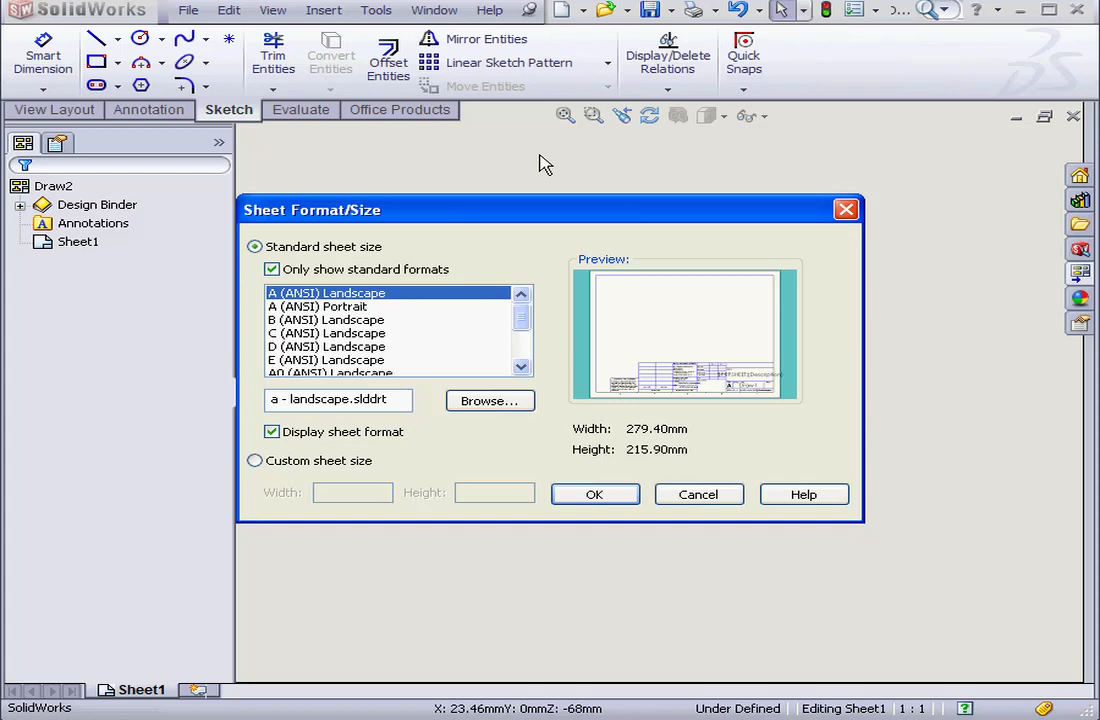 SolidWorks File Edit View Insert Tools Window Help
Smart Dimension
Trim Entities
Convert Entities
Offset Entities
Mirror Entities
Linear Sketch Pattern
Move Entities
Display/Delete Relations
Quick Snaps
View Layout Annotation Sketch Evaluate Office Products
Draw2
Design Binder
Annotations
Sheet1
Sheet Format/Size
Standard sheet size
Only show standard formats
A (ANSI) Landscape
A (ANSI) Portrait
B (ANSI) Landscape
C (ANSI) Landscape
D (ANSI) Landscape
E (ANSI) Landscape
A0 (ANSI) Landscape
a - landscape.slddrt
Browse...
Display sheet format
Custom sheet size
Width:
Height:
Preview:
Width: 279.40mm
Height: 215.90mm
OK Cancel Help
Sheet1
SolidWorks X: 23.46mmY: 0mmZ: -68mm Under Defined Editing Sheet1 1 : 1